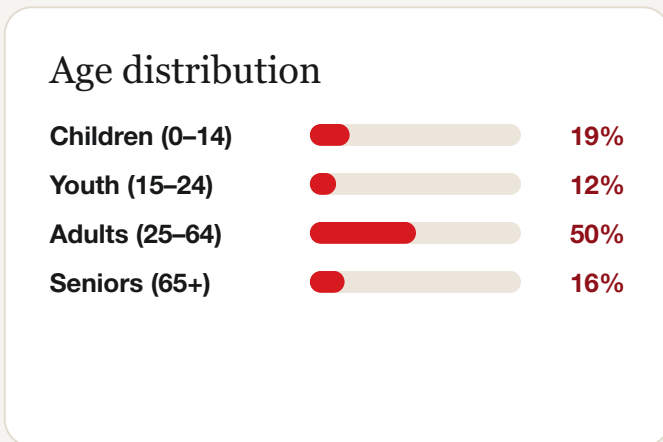 Age distribution
Children (0–14) 19%
Youth (15–24) 12%
Adults (25–64) 50%
Seniors (65+) 16%